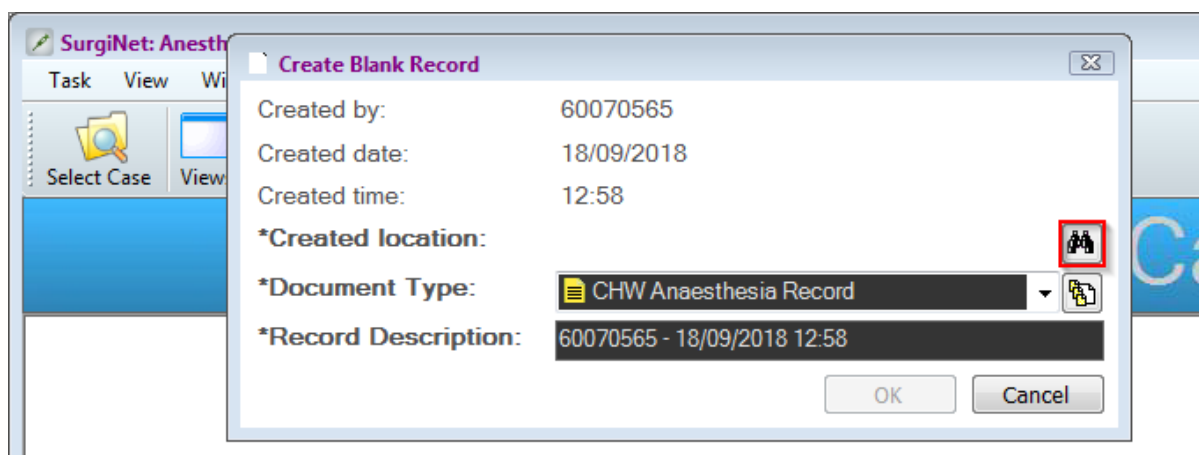 SurgiNet: Anesth
Task View Wi
Select Case View
Create Blank Record
Created by: 60070565
Created date: 18/09/2018
Created time: 12:58
*Created location:
*Document Type: CHW Anaesthesia Record
*Record Description: 60070565 - 18/09/2018 12:58
OK Cancel
Ca